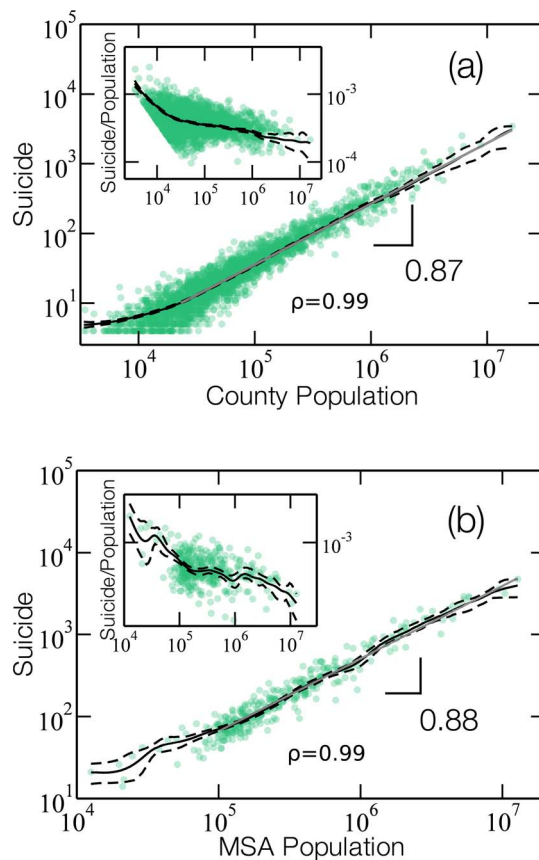 (a)
10^5
10^4
10^3
10^2
10^1
Suicide
Suicide/Population
10^-3
10^-4
10^4 10^5 10^6 10^7
0.87
ρ=0.99
10^4 10^5 10^6 10^7
County Population
(b)
10^5
10^4
10^3
10^2
10^1
Suicide
Suicide/Population
10^-3
10^4 10^5 10^6 10^7
0.88
ρ=0.99
10^4 10^5 10^6 10^7
MSA Population